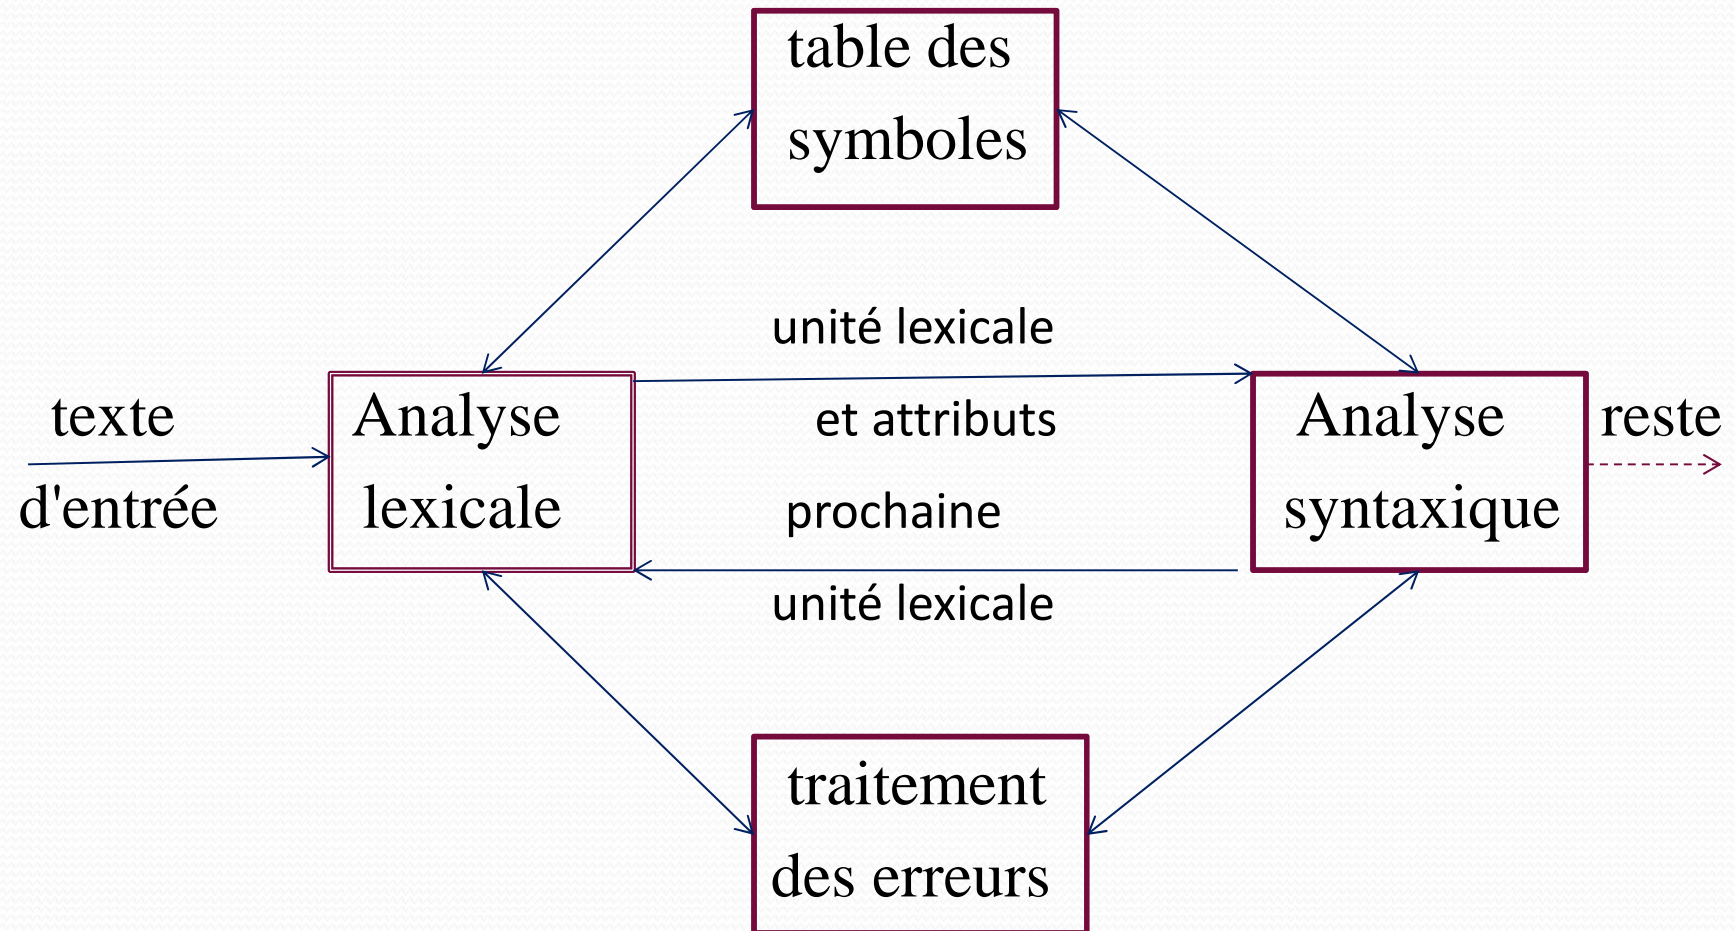 table des
symboles
unité lexicale
et attributs
prochaine
unité lexicale
texte
d'entrée
Analyse
lexicale
Analyse
syntaxique
reste
traitement
des erreurs